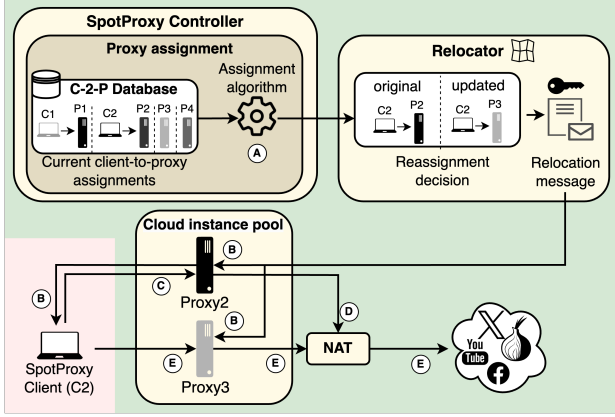 SpotProxy Controller
Proxy assignment
C-2-P Database
C1
P1
C2
P2
P3
P4
Current client-to-proxy
assignments
Assignment
algorithm
A
Relocator
original
updated
C2
P2
C2
P3
Reassignment
decision
Relocation
message
Cloud instance pool
B
B
C
Proxy2
B
D
SpotProxy
Client (C2)
E
Proxy3
E
NAT
E
X
You
Tube
f